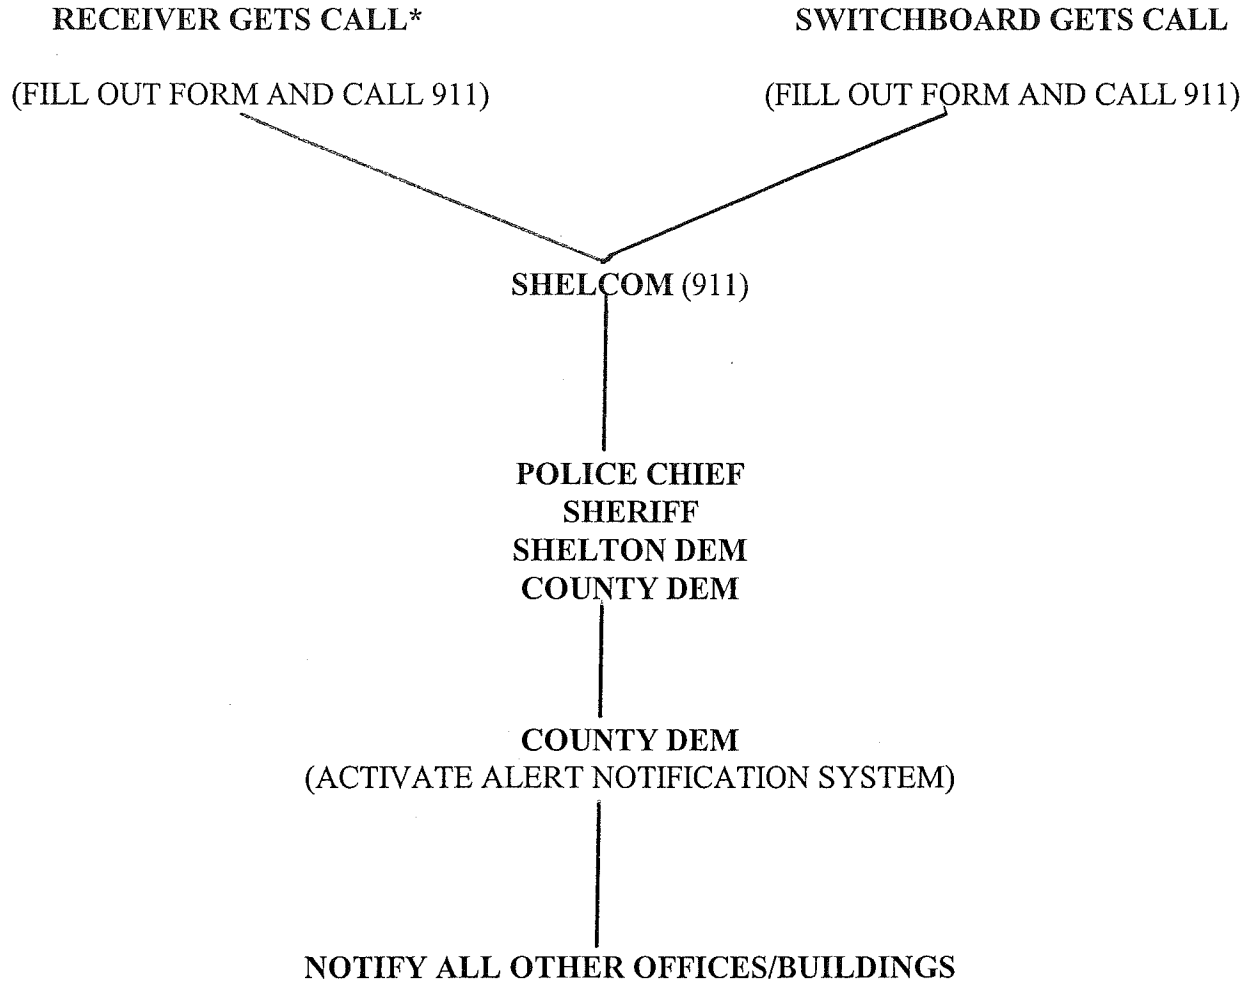 RECEIVER GETS CALL*
SWITCHBOARD GETS CALL
(FILL OUT FORM AND CALL 911)
(FILL OUT FORM AND CALL 911)
SHELCOM (911)
POLICE CHIEF
SHERIFF
SHELTON DEM
COUNTY DEM
COUNTY DEM
(ACTIVATE ALERT NOTIFICATION SYSTEM)
NOTIFY ALL OTHER OFFICES/BUILDINGS